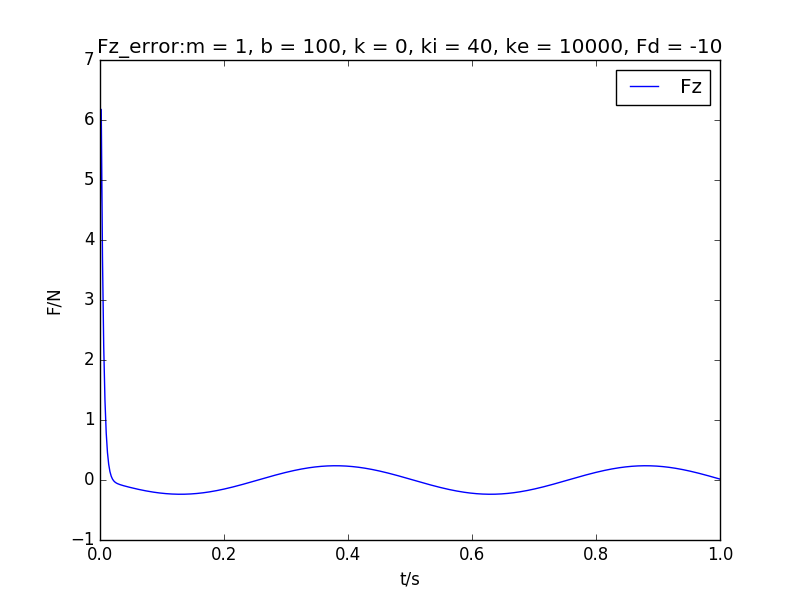 Fz_error:m = 1, b = 100, k = 0, ki = 40, ke = 10000, Fd = -10
7
6
5
4
3
2
1
0
−1
F/N
Fz
0.0 0.2 0.4 0.6 0.8 1.0
t/s